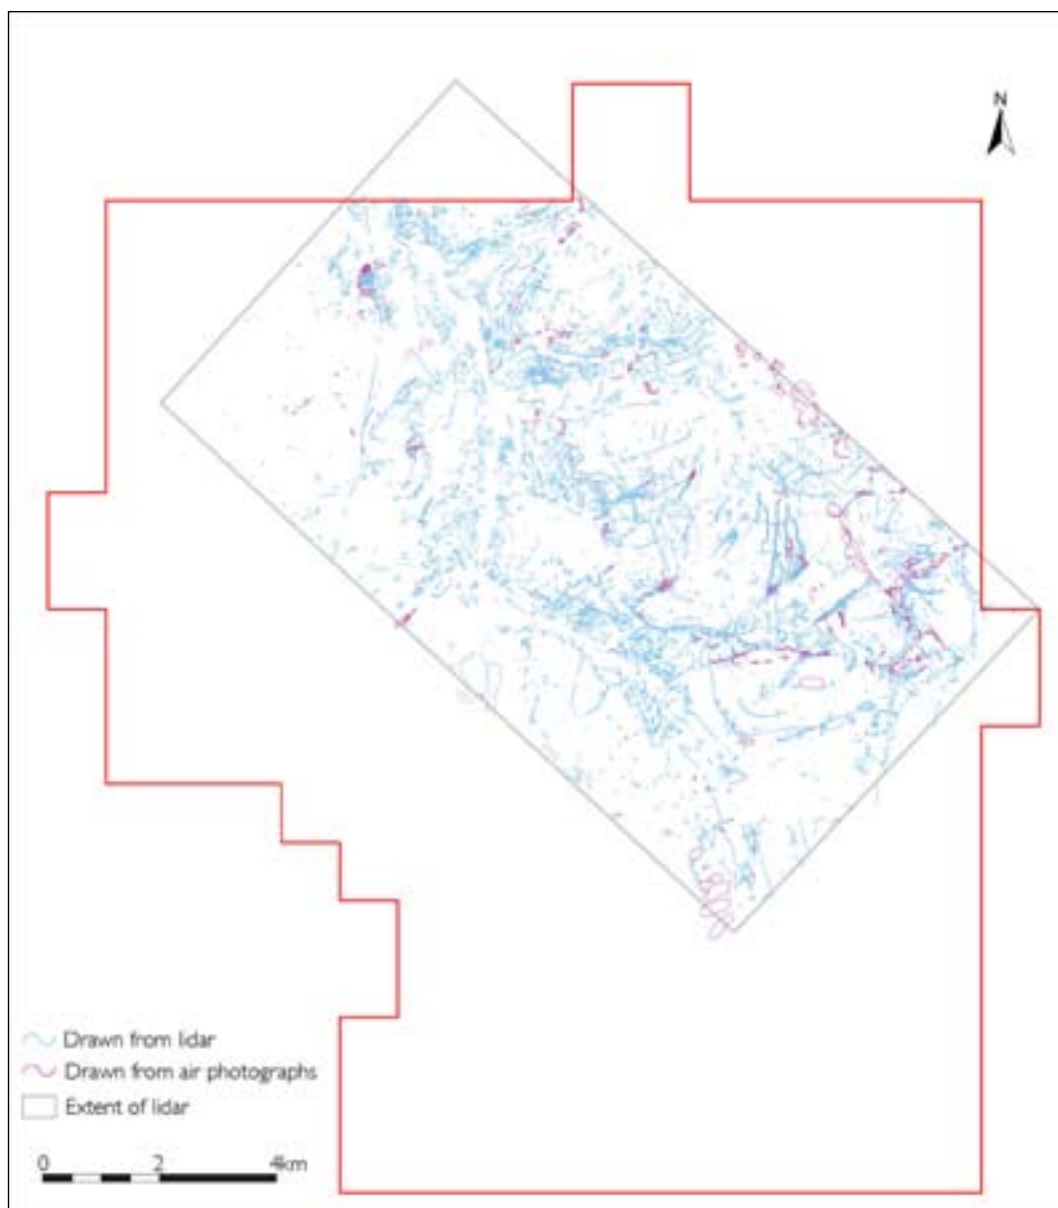 N
Drawn from lidar
Drawn from air photographs
Extent of lidar
0 2 4km